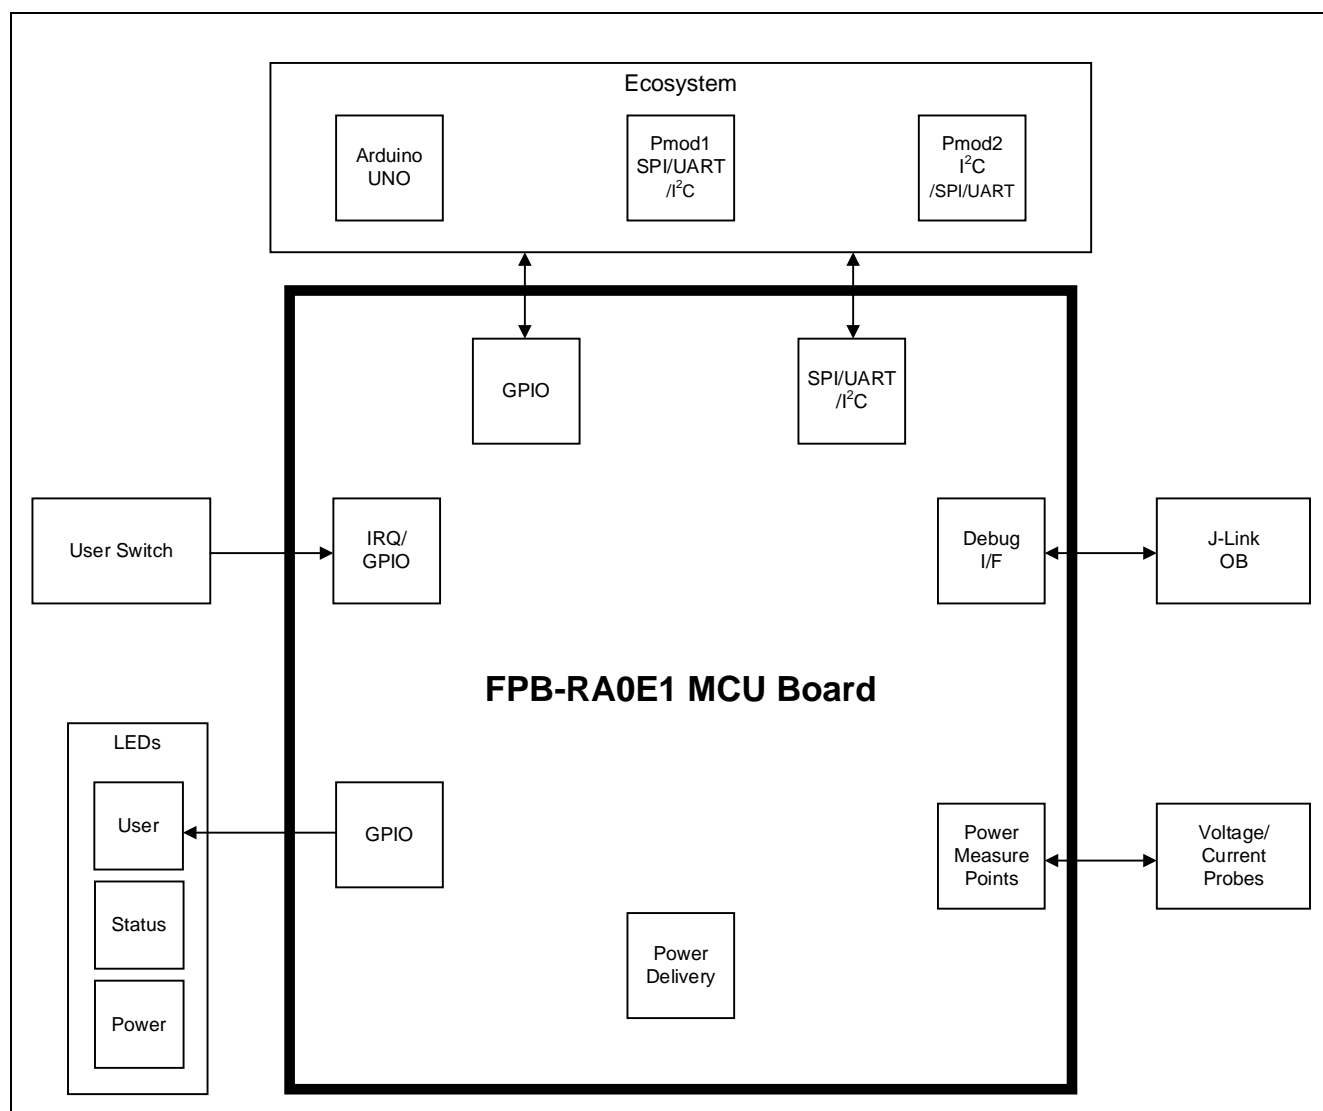 Ecosystem
Arduino
UNO
Pmod1
SPI/UART
/I²C
Pmod2
I²C
/SPI/UART
GPIO
SPI/UART
/I²C
User Switch
IRQ/
GPIO
Debug
I/F
J-Link
OB
FPB-RA0E1 MCU Board
LEDs
User
Status
Power
GPIO
Power
Measure
Points
Voltage/
Current
Probes
Power
Delivery